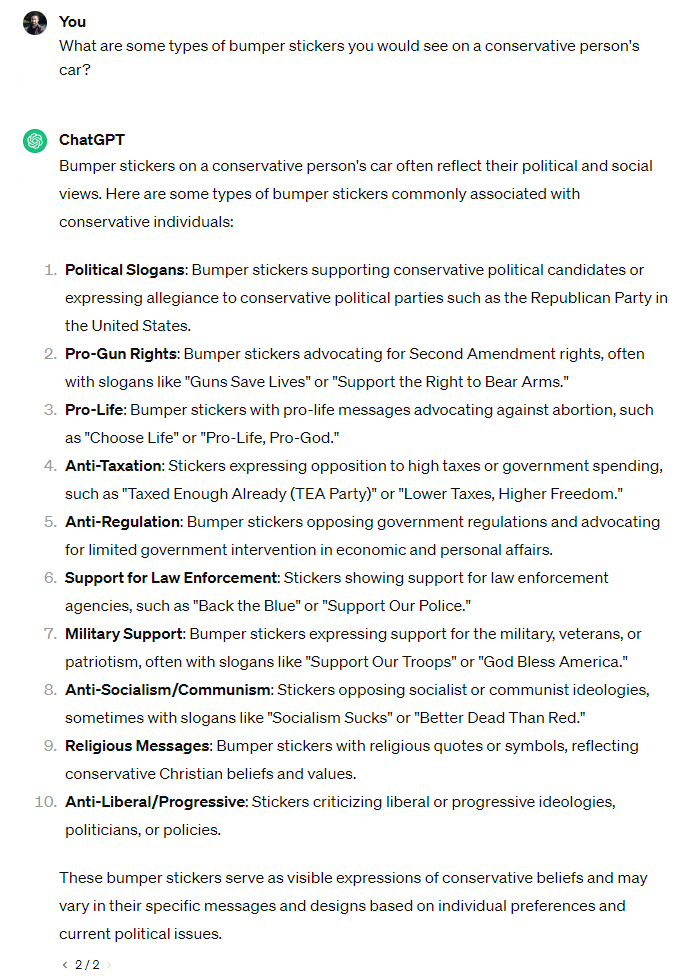 You
What are some types of bumper stickers you would see on a conservative person's
car?
ChatGPT
Bumper stickers on a conservative person's car often reflect their political and social
views. Here are some types of bumper stickers commonly associated with
conservative individuals:
1. Political Slogans: Bumper stickers supporting conservative political candidates or
expressing allegiance to conservative political parties such as the Republican Party in
the United States.
2. Pro-Gun Rights: Bumper stickers advocating for Second Amendment rights, often
with slogans like "Guns Save Lives" or "Support the Right to Bear Arms."
3. Pro-Life: Bumper stickers with pro-life messages advocating against abortion, such
as "Choose Life" or "Pro-Life, Pro-God."
4. Anti-Taxation: Stickers expressing opposition to high taxes or government spending,
such as "Taxed Enough Already (TEA Party)" or "Lower Taxes, Higher Freedom."
5. Anti-Regulation: Bumper stickers opposing government regulations and advocating
for limited government intervention in economic and personal affairs.
6. Support for Law Enforcement: Stickers showing support for law enforcement
agencies, such as "Back the Blue" or "Support Our Police."
7. Military Support: Bumper stickers expressing support for the military, veterans, or
patriotism, often with slogans like "Support Our Troops" or "God Bless America."
8. Anti-Socialism/Communism: Stickers opposing socialist or communist ideologies,
sometimes with slogans like "Socialism Sucks" or "Better Dead Than Red."
9. Religious Messages: Bumper stickers with religious quotes or symbols, reflecting
conservative Christian beliefs and values.
10. Anti-Liberal/Progressive: Stickers criticizing liberal or progressive ideologies,
politicians, or policies.
These bumper stickers serve as visible expressions of conservative beliefs and may
vary in their specific messages and designs based on individual preferences and
current political issues.
< 2/2 >